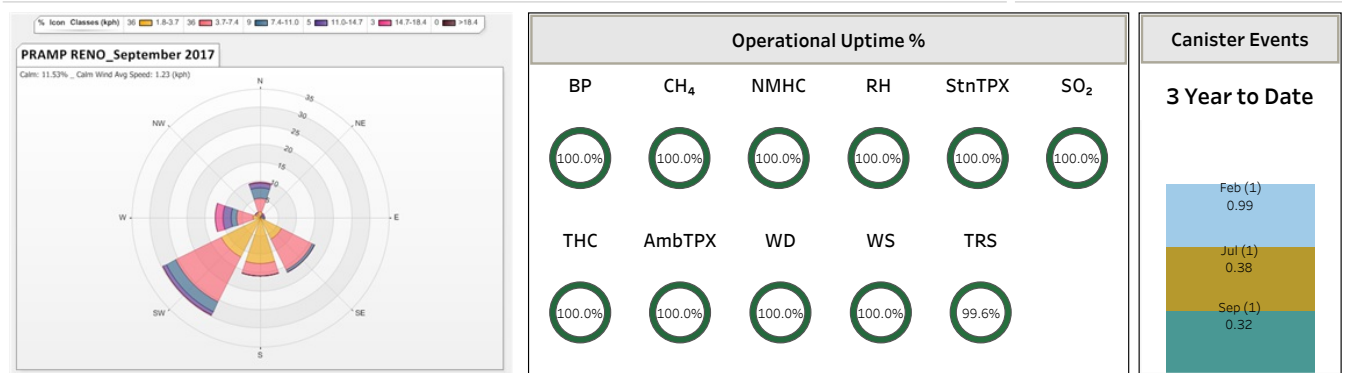 % Icon Classes (kph) 36 1.8-3.7 36 3.7-7.4 9 7.4-11.0 5 11.0-14.7 3 14.7-18.4 0 >18.4
PRAMP RENO_September 2017
Calm: 11.53% _ Calm Wind Avg Speed: 1.23 (kph)
N
35
30
25
20
15
10
5
NW
NE
W
E
SW
SE
S
Operational Uptime %
BP CH₄ NMHC RH StnTPX SO₂
100.0% 100.0% 100.0% 100.0% 100.0% 100.0%
THC AmbTPX WD WS TRS
100.0% 100.0% 100.0% 100.0% 99.6%
Canister Events
3 Year to Date
Feb (1)
0.99
Jul (1)
0.38
Sep (1)
0.32